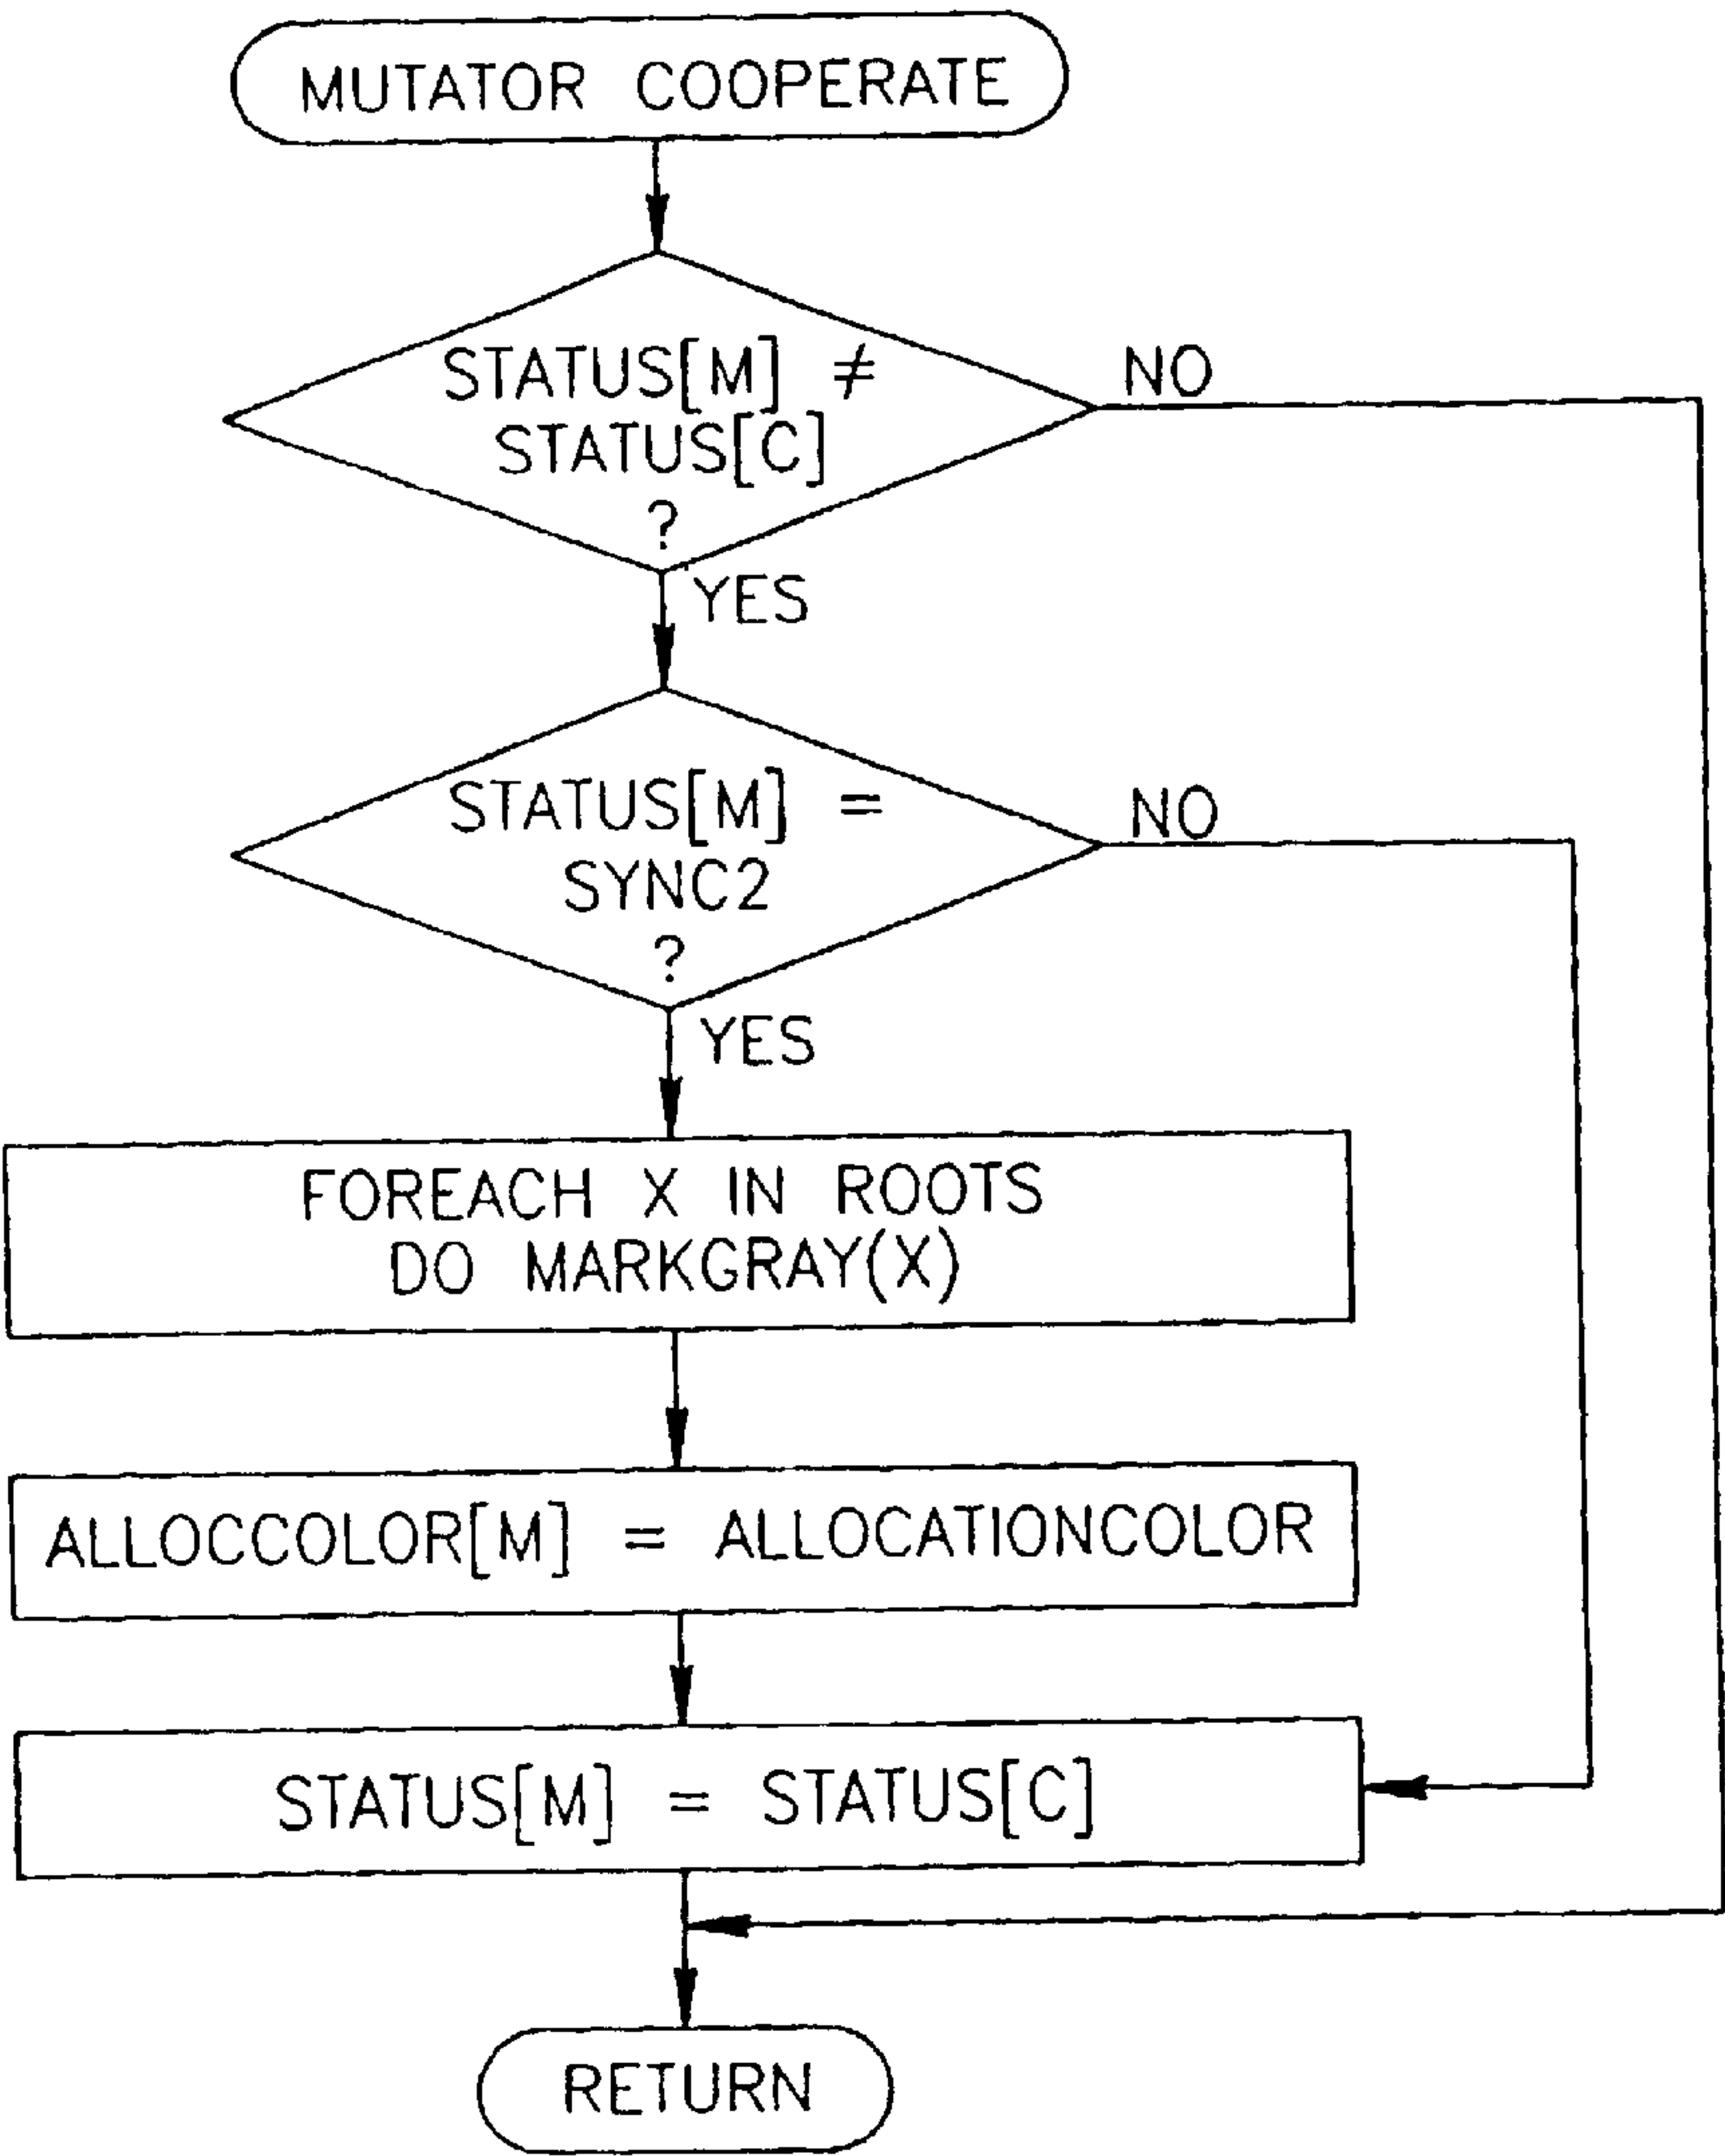 MUTATOR COOPERATE
STATUS[M] ≠
STATUS[C]
?
NO
YES
STATUS[M] =
SYNC2
?
NO
YES
FOREACH X IN ROOTS
DO MARKGRAY(X)
ALLOCCOLOR[M] = ALLOCATIONCOLOR
STATUS[M] = STATUS[C]
RETURN